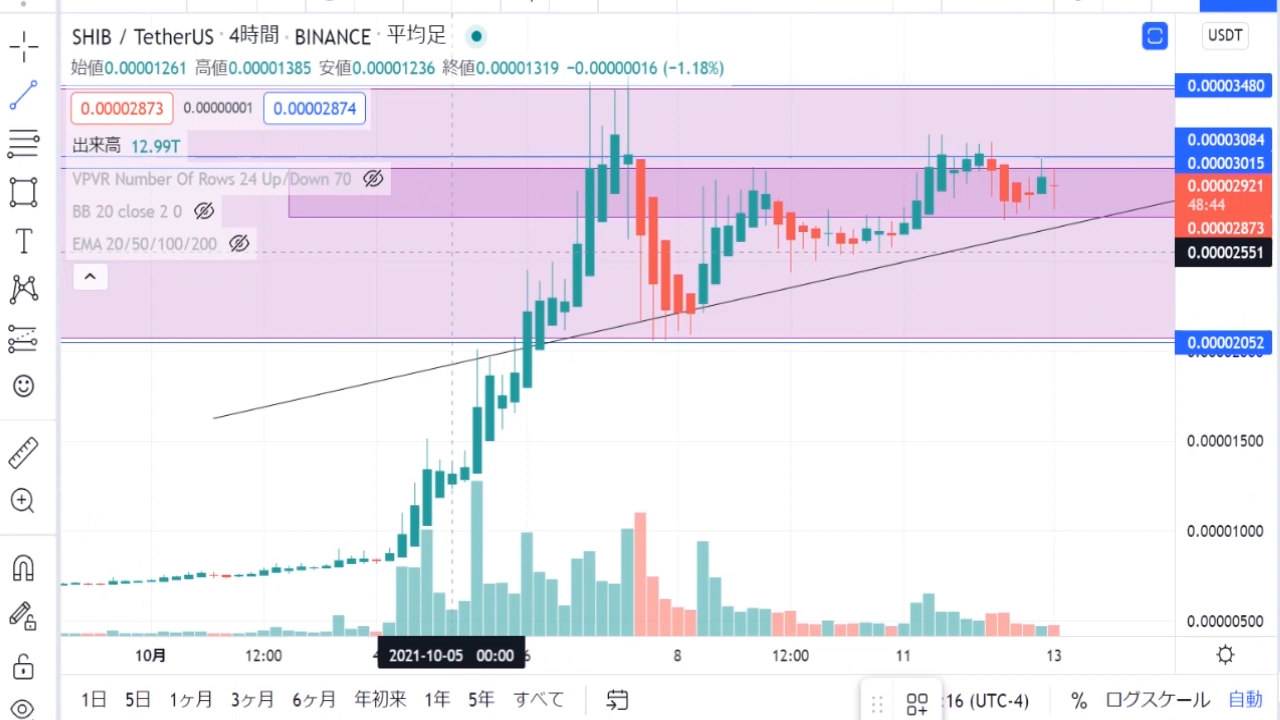 SHIB / TetherUS · 4時間 · BINANCE · 平均足
USDT
始値0.00001261 高値0.00001385 安値0.00001236 終値0.00001319 −0.00000016 (−1.18%)
0.00002873 0.00000001 0.00002874
出来高 12.99T
VPVR Number Of Rows 24 Up/Down 70
BB 20 close 2 0
EMA 20/50/100/200
0.00003480
0.00003084
0.00003015
0.00002921
48:44
0.00002873
0.00002551
0.00002052
0.00001500
0.00001000
0.00000500
10月 12:00 2021-10-05 00:00 8 12:00 11 13
1日 5日 1ヶ月 3ヶ月 6ヶ月 年初来 1年 5年 すべて :16 (UTC-4) % ログスケール 自動